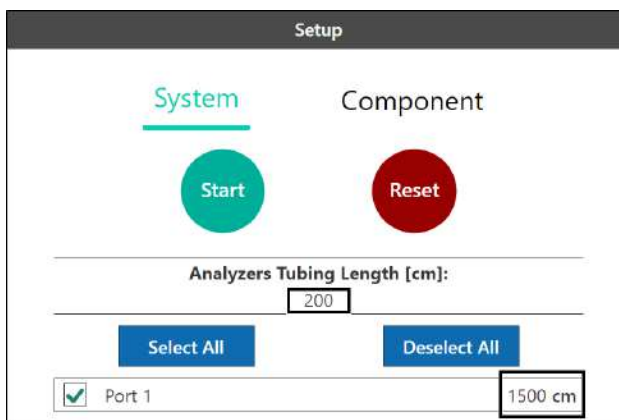 Setup
System Component
Start Reset
Analyzers Tubing Length [cm]:
200
Select All Deselect All
Port 1 1500 cm